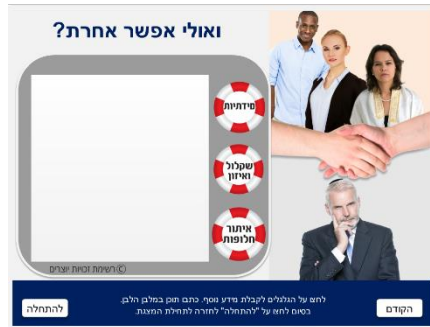 ואולי אפשר אחרת?
מידתיות
שקלול
ואיזון
איתור
חלופות
© רשימת זכויות יוצרים
לחצו על הגלגלים לקבלת מידע נוסף. כתבו תוכן במלבן הלבן.
בסיום לחצו על "להתחלה" לחזרה לתחילת המצגת.
הקודם
להתחלה